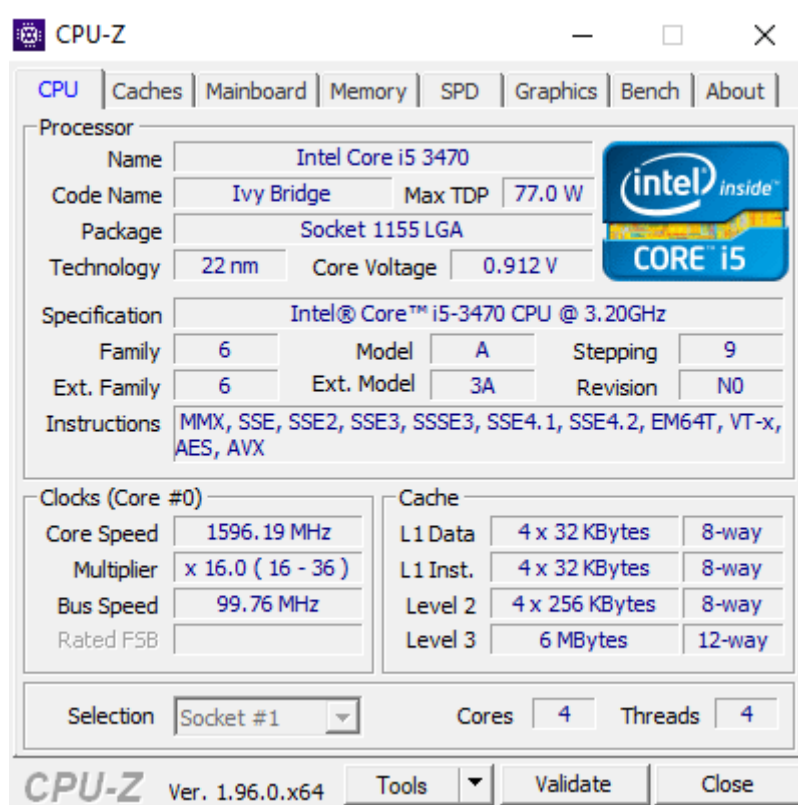 CPU-Z
CPU Caches Mainboard Memory SPD Graphics Bench About
Processor
Name Intel Core i5 3470
Code Name Ivy Bridge Max TDP 77.0 W
Package Socket 1155 LGA
Technology 22 nm Core Voltage 0.912 V
intel inside™
CORE™ i5
Specification Intel® Core™ i5-3470 CPU @ 3.20GHz
Family 6 Model A Stepping 9
Ext. Family 6 Ext. Model 3A Revision N0
Instructions MMX, SSE, SSE2, SSE3, SSSE3, SSE4.1, SSE4.2, EM64T, VT-x,
AES, AVX
Clocks (Core #0)
Core Speed 1596.19 MHz
Multiplier x 16.0 ( 16 - 36 )
Bus Speed 99.76 MHz
Rated FSB
Cache
L1 Data 4 x 32 KBytes 8-way
L1 Inst. 4 x 32 KBytes 8-way
Level 2 4 x 256 KBytes 8-way
Level 3 6 MBytes 12-way
Selection Socket #1 Cores 4 Threads 4
CPU-Z Ver. 1.96.0.x64 Tools Validate Close